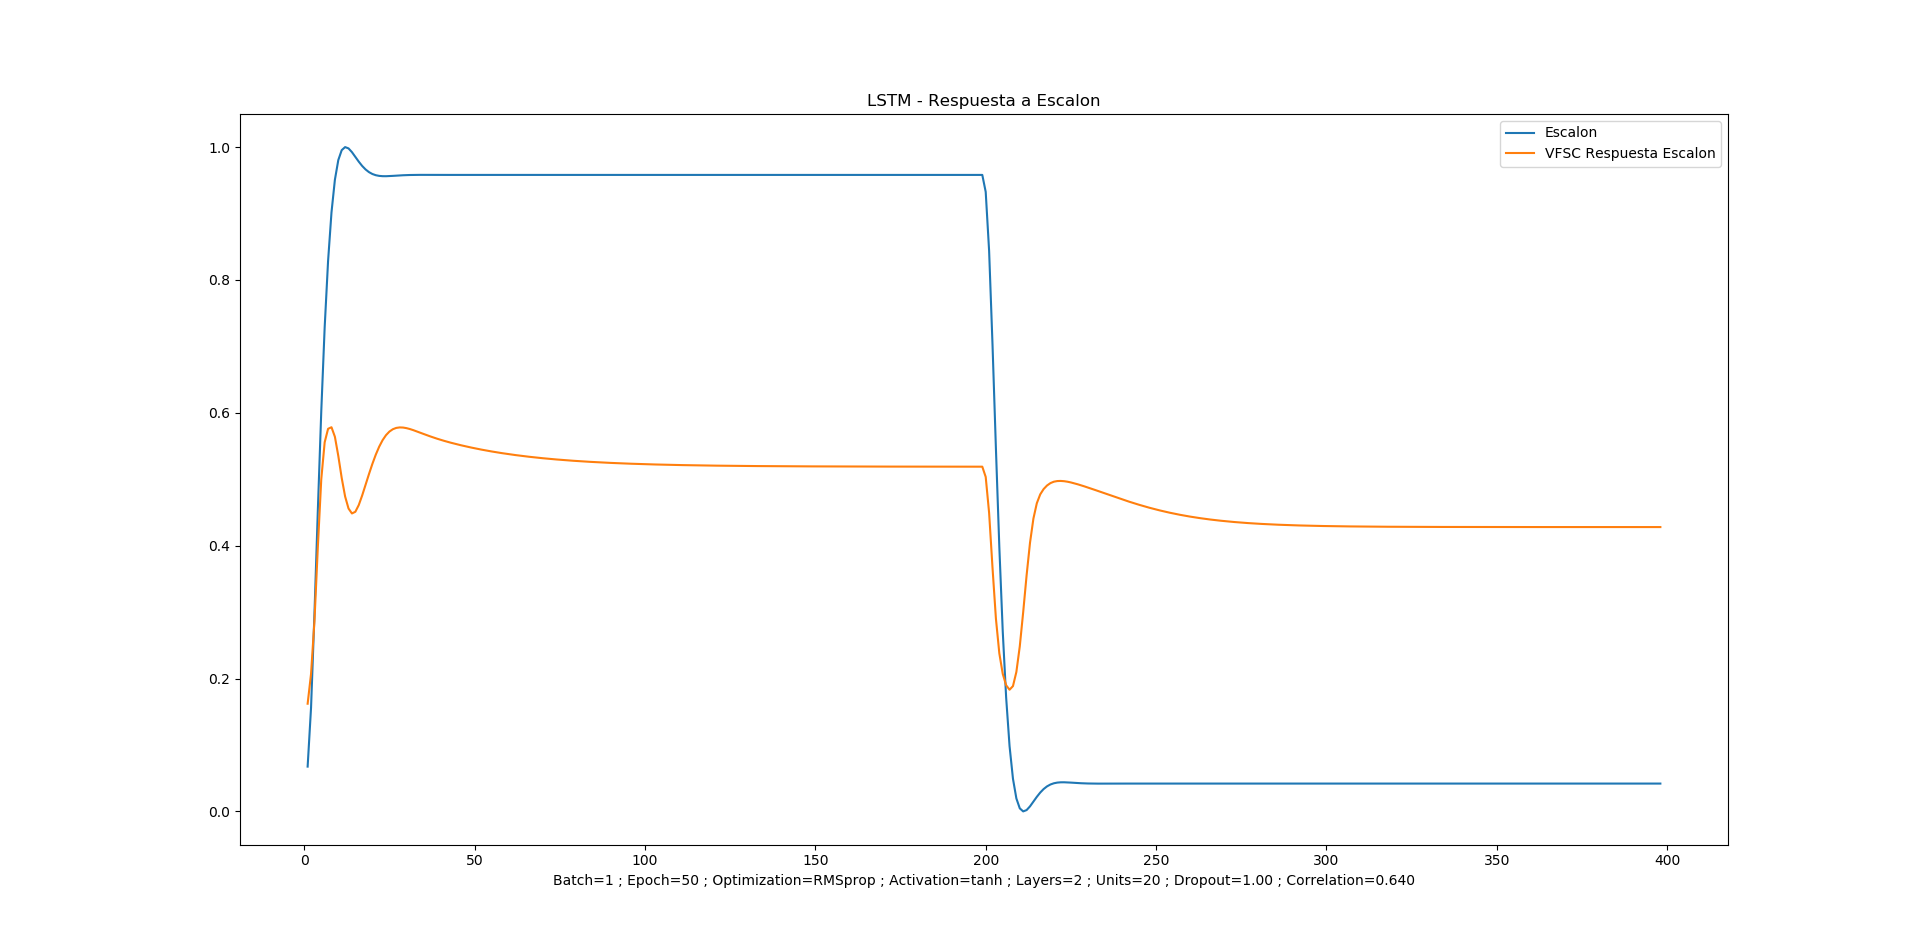 LSTM - Respuesta a Escalon
Escalon
VFSC Respuesta Escalon
1.0
0.8
0.6
0.4
0.2
0.0
0 50 100 150 200 250 300 350 400
Batch=1 ; Epoch=50 ; Optimization=RMSprop ; Activation=tanh ; Layers=2 ; Units=20 ; Dropout=1.00 ; Correlation=0.640